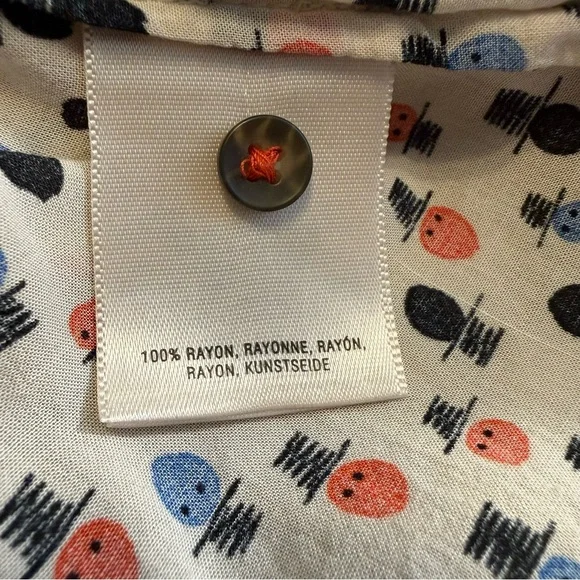 100% RAYON, RAYONNE, RAYÓN,
RAYON, KUNSTSEIDE